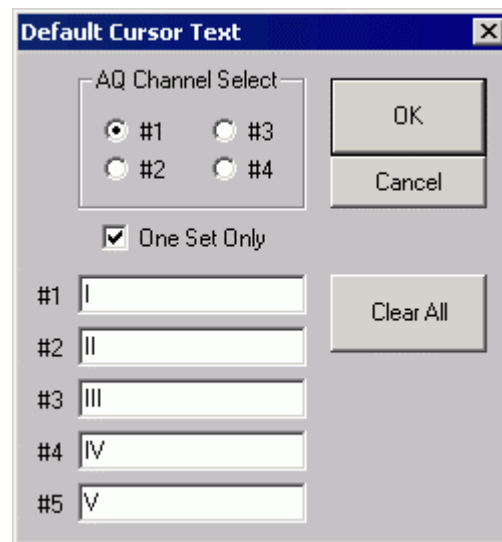 Default Cursor Text
AQ Channel Select
#1 #3
#2 #4
OK
Cancel
One Set Only
#1 I
Clear All
#2 II
#3 III
#4 IV
#5 V